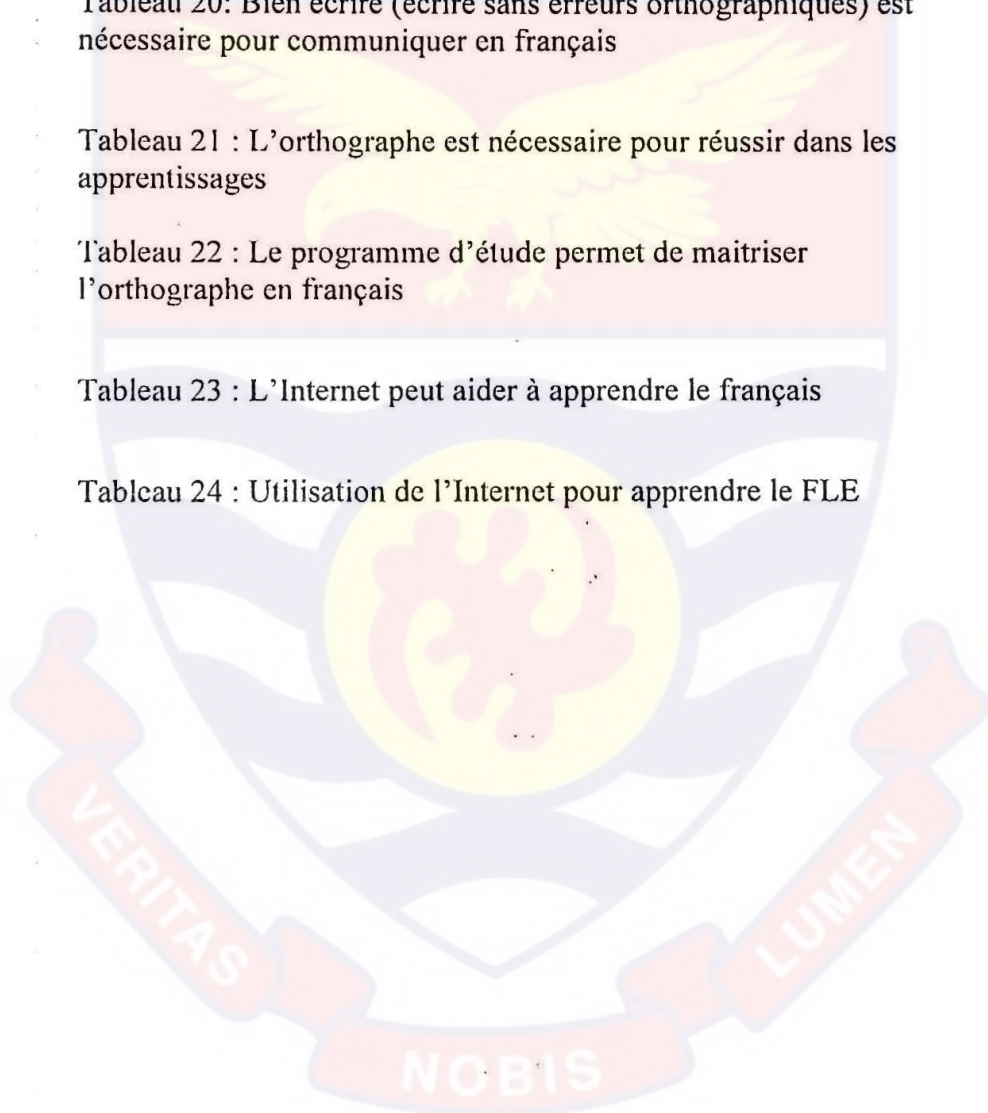 Tableau 20: Bien écrire (écrire sans erreurs orthographiques) est
nécessaire pour communiquer en français
Tableau 21 : L'orthographe est nécessaire pour réussir dans les
apprentissages
Tableau 22 : Le programme d'étude permet de maitriser
l'orthographe en français
Tableau 23 : L'Internet peut aider à apprendre le français
Tableau 24 : Utilisation de l'Internet pour apprendre le FLE
VERITAS
NOBIS
LUMEN